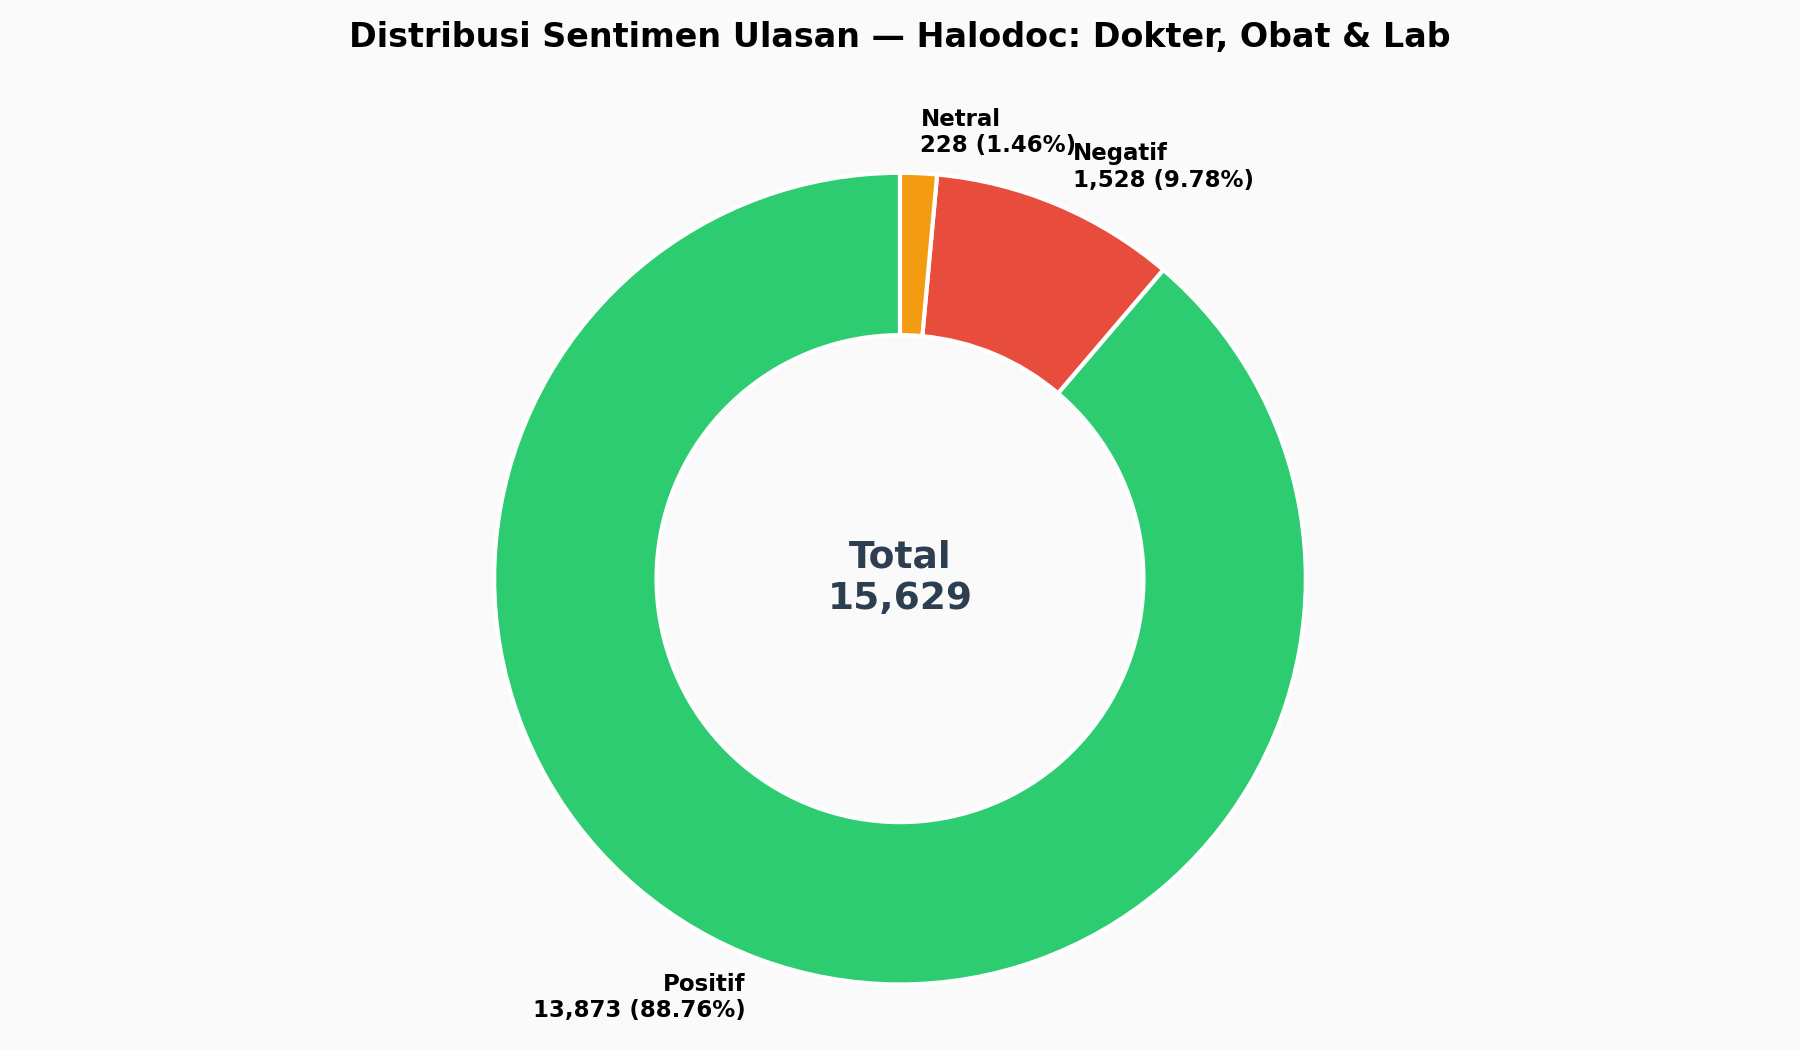 Distribusi Sentimen Ulasan — Halodoc: Dokter, Obat & Lab
Netral
228 (1.46%)
Negatif
1,528 (9.78%)
Total
15,629
Positif
13,873 (88.76%)